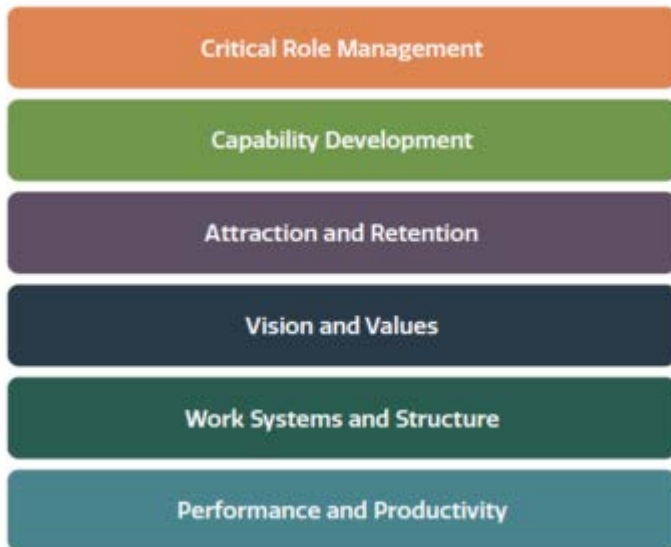 Critical Role Management
Capability Development
Attraction and Retention
Vision and Values
Work Systems and Structure
Performance and Productivity